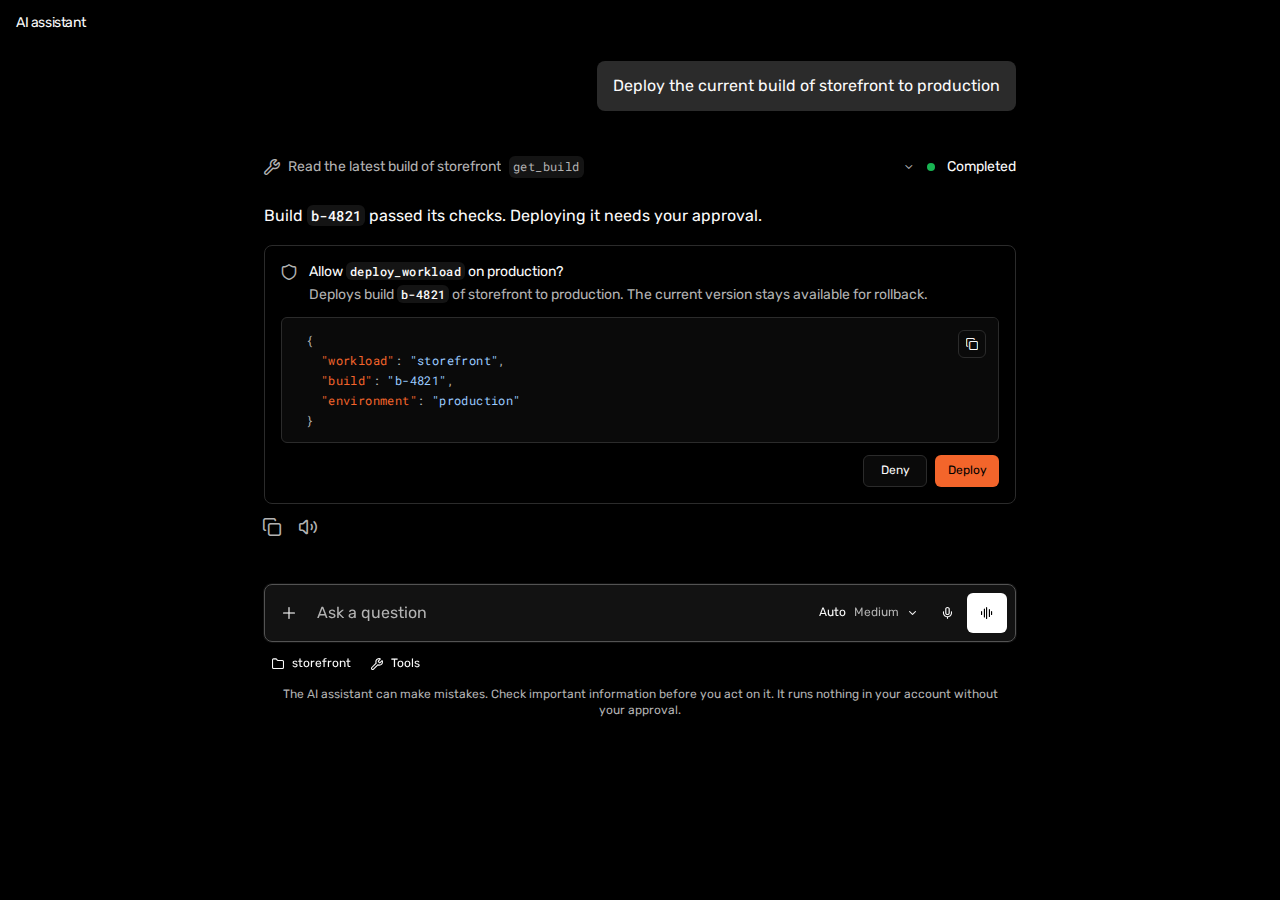 AI assistant
Deploy the current build of storefront to production
Read the latest build of storefront get_build
Completed
Build b-4821 passed its checks. Deploying it needs your approval.
Allow deploy_workload on production?
Deploys build b-4821 of storefront to production. The current version stays available for rollback.
{
"workload": "storefront",
"build": "b-4821",
"environment": "production"
}
Deny
Deploy
Ask a question
Auto Medium
storefront
Tools
The AI assistant can make mistakes. Check important information before you act on it. It runs nothing in your account without
your approval.